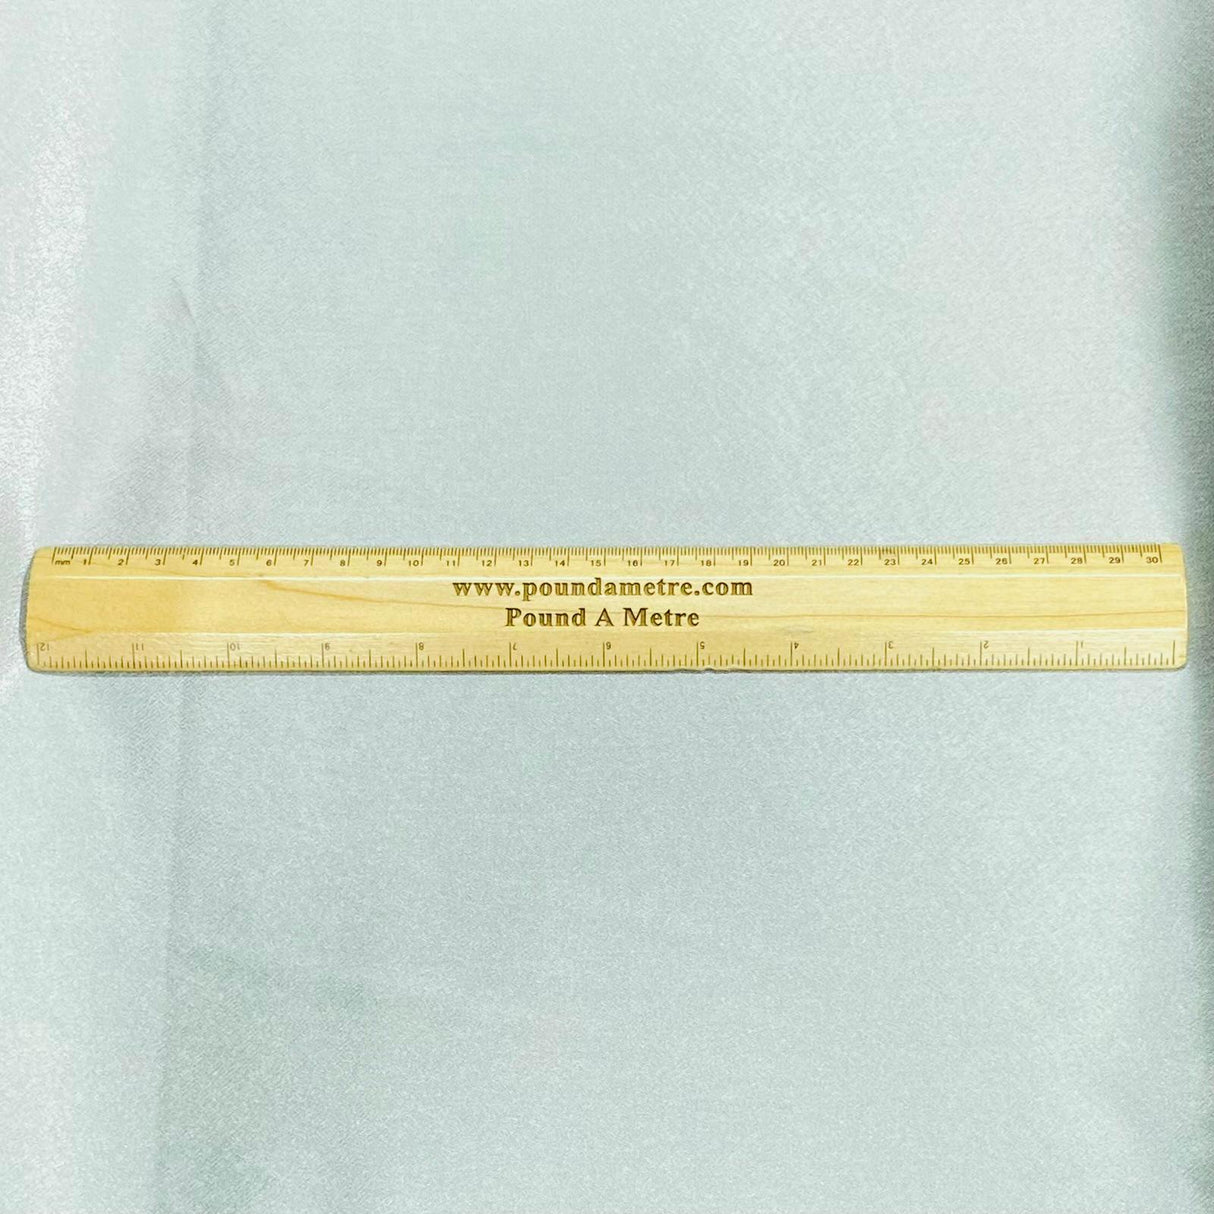 mm 1 2 3 4 5 6 7 8 9 10 11 12 13 14 15 16 17 18 19 20 21 22 23 24 25 26 27 28 29 30
www.poundametre.com
Pound A Metre
12 11 10 9 8 7 6 5 4 3 2 1